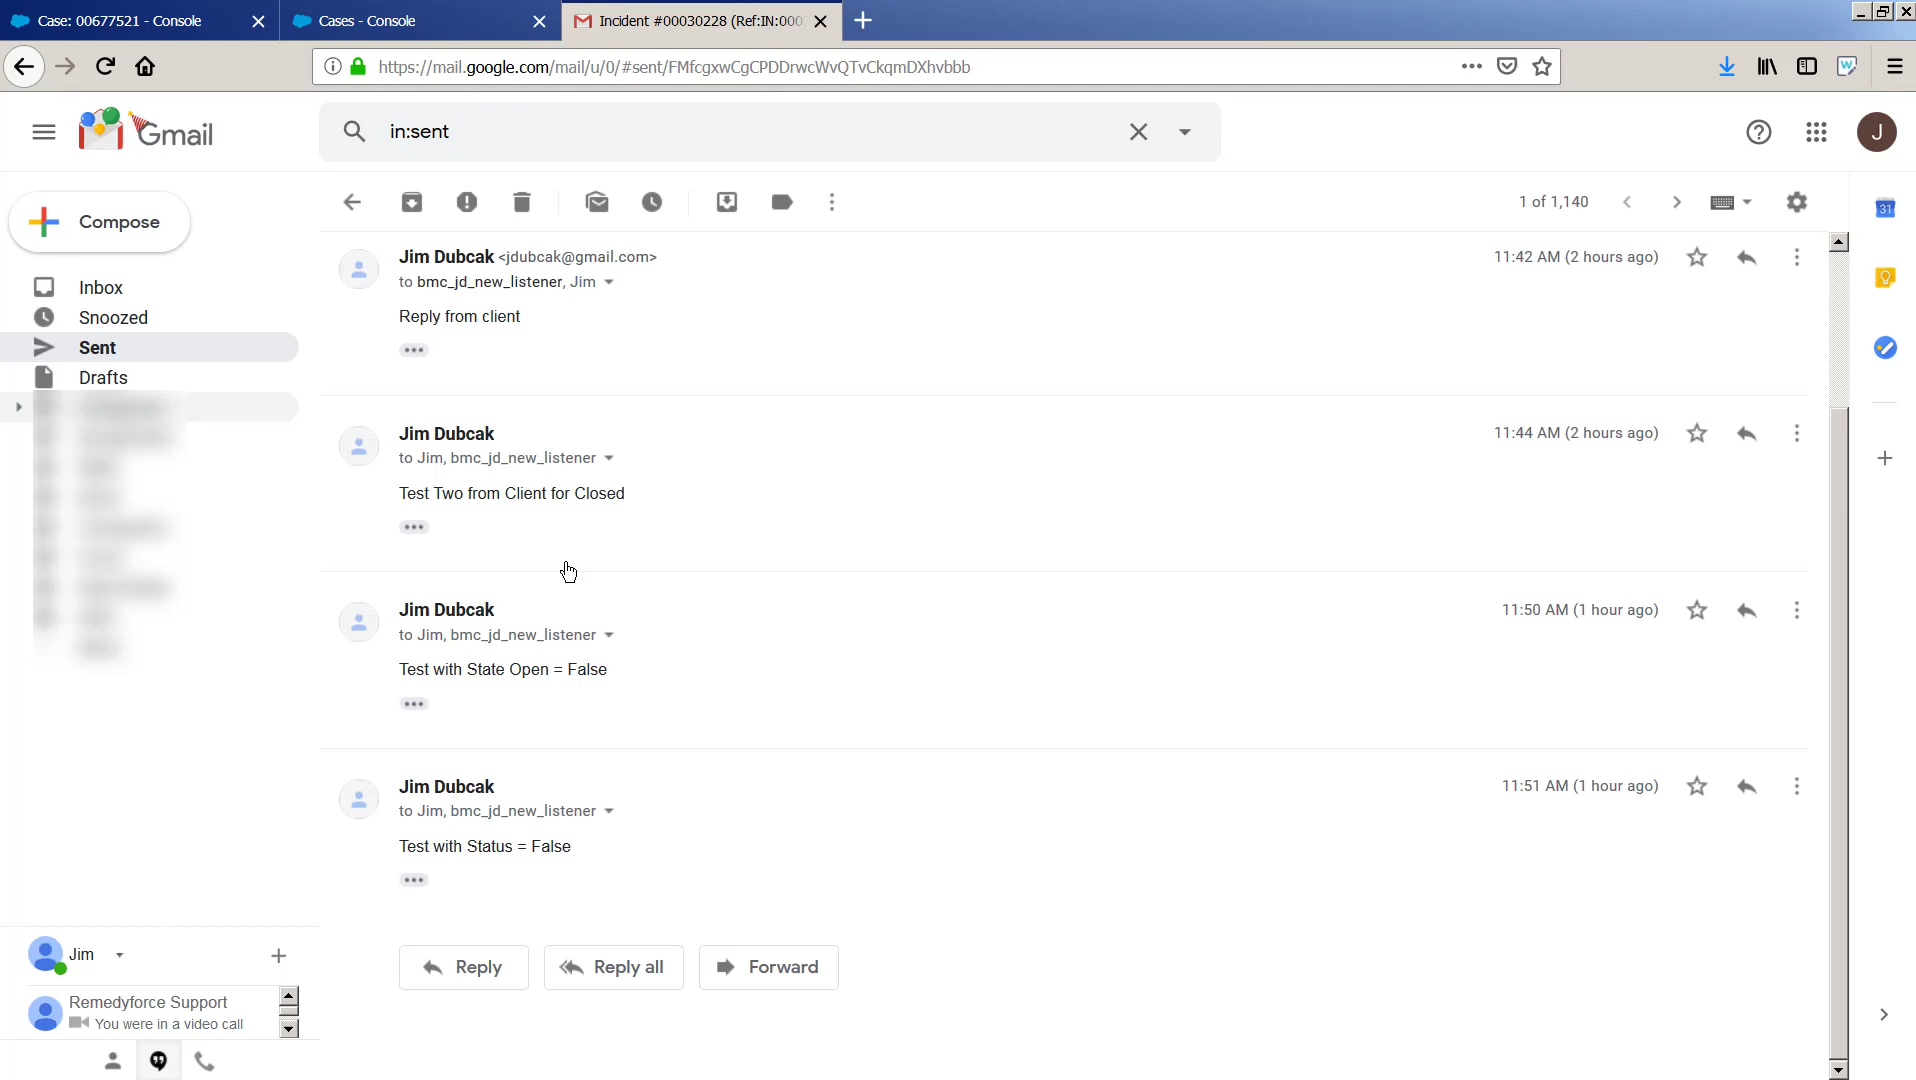 Case: 00677521 - Console
Cases - Console
Incident #00030228 (Ref:IN:000
https://mail.google.com/mail/u/0/#sent/FMfcgxwCgCPDDrwcWvQTvCkqmDXhvbbb
Gmail
in:sent
J
Compose
1 of 1,140
31
Inbox
Snoozed
Sent
Drafts
Jim Dubcak <jdubcak@gmail.com>
11:42 AM (2 hours ago)
to bmc_jd_new_listener, Jim
Reply from client
Jim Dubcak
11:44 AM (2 hours ago)
to Jim, bmc_jd_new_listener
Test Two from Client for Closed
Jim Dubcak
11:50 AM (1 hour ago)
to Jim, bmc_jd_new_listener
Test with State Open = False
Jim Dubcak
11:51 AM (1 hour ago)
to Jim, bmc_jd_new_listener
Test with Status = False
Reply
Reply all
Forward
Jim
Remedyforce Support
You were in a video call